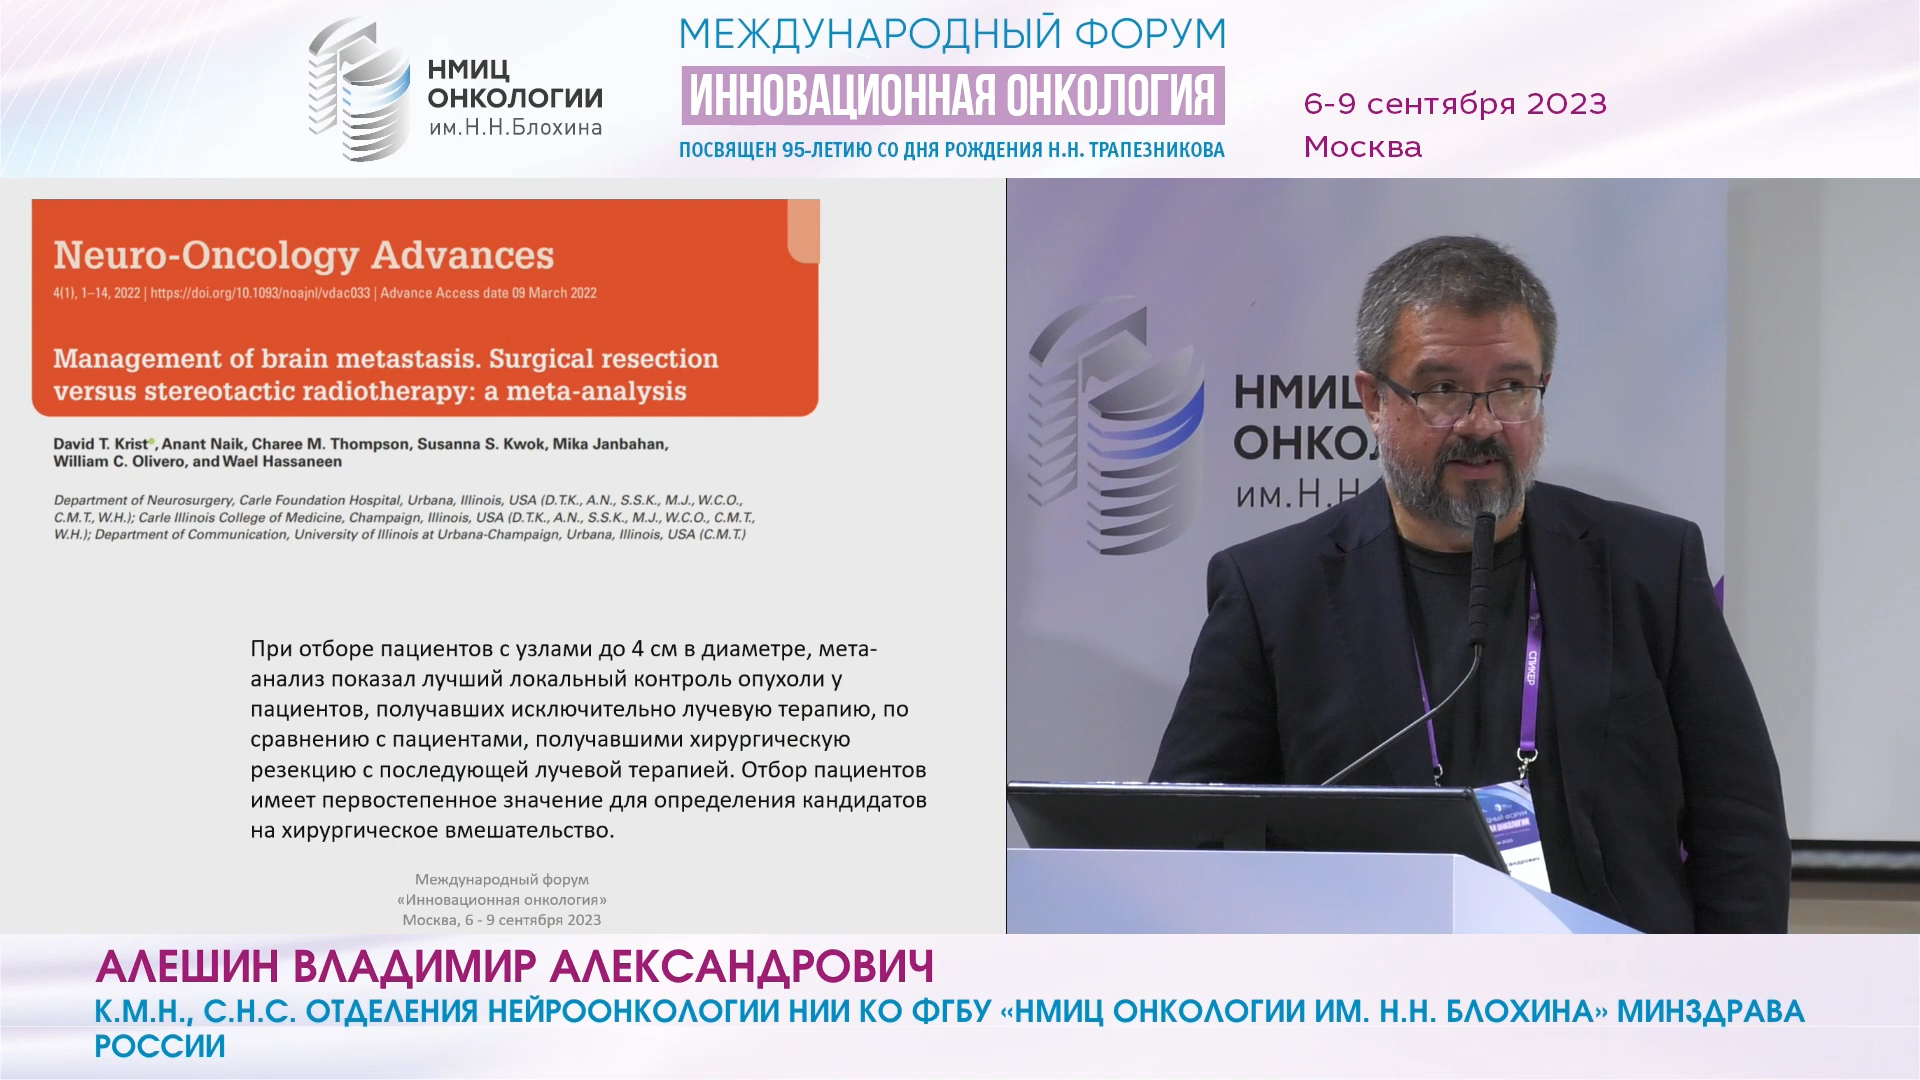 НМИЦ
ОНКОЛОГИИ
им.Н.Н.Блохина
МЕЖДУНАРОДНЫЙ ФОРУМ
ИННОВАЦИОННАЯ ОНКОЛОГИЯ
ПОСВЯЩЕН 95-ЛЕТИЮ СО ДНЯ РОЖДЕНИЯ Н.Н. ТРАПЕЗНИКОВА
6-9 сентября 2023
Москва
Neuro-Oncology Advances
4(1), 1–14, 2022 | https://doi.org/10.1093/noajnl/vdac033 | Advance Access date 09 March 2022
Management of brain metastasis. Surgical resection
versus stereotactic radiotherapy: a meta-analysis
David T. Krist, Anant Naik, Charee M. Thompson, Susanna S. Kwok, Mika Janbahan,
William C. Olivero, and Wael Hassaneen
Department of Neurosurgery, Carle Foundation Hospital, Urbana, Illinois, USA (D.T.K., A.N., S.S.K., M.J., W.C.O.,
C.M.T., W.H.); Carle Illinois College of Medicine, Champaign, Illinois, USA (D.T.K., A.N., S.S.K., M.J., W.C.O., C.M.T.,
W.H.); Department of Communication, University of Illinois at Urbana-Champaign, Urbana, Illinois, USA (C.M.T.)
При отборе пациентов с узлами до 4 см в диаметре, мета-
анализ показал лучший локальный контроль опухоли у
пациентов, получавших исключительно лучевую терапию, по
сравнению с пациентами, получавшими хирургическую
резекцию с последующей лучевой терапией. Отбор пациентов
имеет первостепенное значение для определения кандидатов
на хирургическое вмешательство.
Международный форум
«Инновационная онкология»
Москва, 6 - 9 сентября 2023
НМИЦ
ОНКОЛ
им.Н.Н
СПИКЕР
АЛЕШИН ВЛАДИМИР АЛЕКСАНДРОВИЧ
К.М.Н., С.Н.С. ОТДЕЛЕНИЯ НЕЙРООНКОЛОГИИ НИИ КО ФГБУ «НМИЦ ОНКОЛОГИИ ИМ. Н.Н. БЛОХИНА» МИНЗДРАВА
РОССИИ